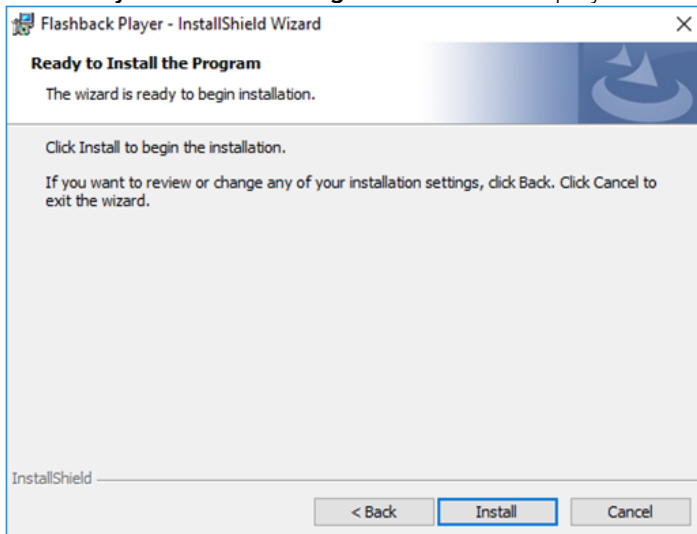 Flashback Player - InstallShield Wizard
Ready to Install the Program
The wizard is ready to begin installation.
Click Install to begin the installation.
If you want to review or change any of your installation settings, click Back. Click Cancel to
exit the wizard.
InstallShield
< Back
Install
Cancel